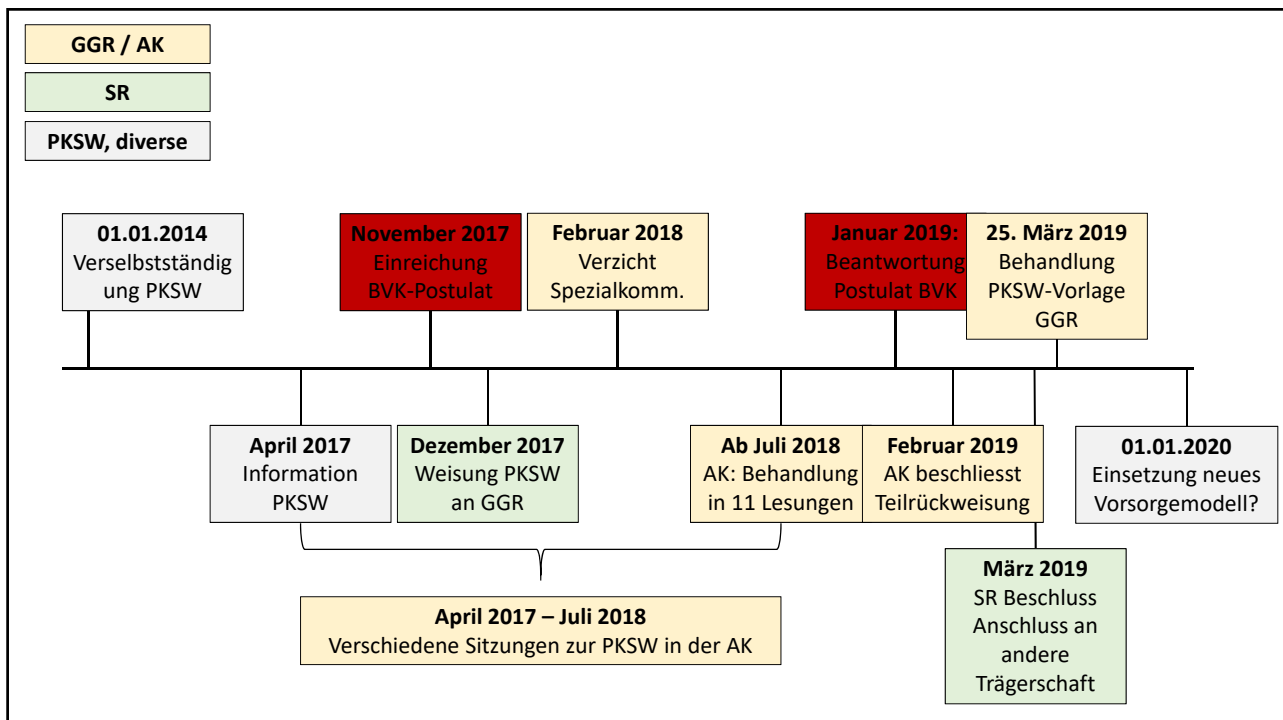 GGR / AK
SR
PKSW, diverse
01.01.2014
Verselbstständig
ung PKSW
November 2017
Einreichung
BVK-Postulat
Februar 2018
Verzicht
Spezialkomm.
Januar 2019:
Beantwortung
Postulat BVK
25. März 2019
Behandlung
PKSW-Vorlage
GGR
April 2017
Information
PKSW
Dezember 2017
Weisung PKSW
an GGR
Ab Juli 2018
AK: Behandlung
in 11 Lesungen
Februar 2019
AK beschliesst
Teilrückweisung
01.01.2020
Einsetzung neues
Vorsorgemodell?
April 2017 – Juli 2018
Verschiedene Sitzungen zur PKSW in der AK
März 2019
SR Beschluss
Anschluss an
andere
Trägerschaft